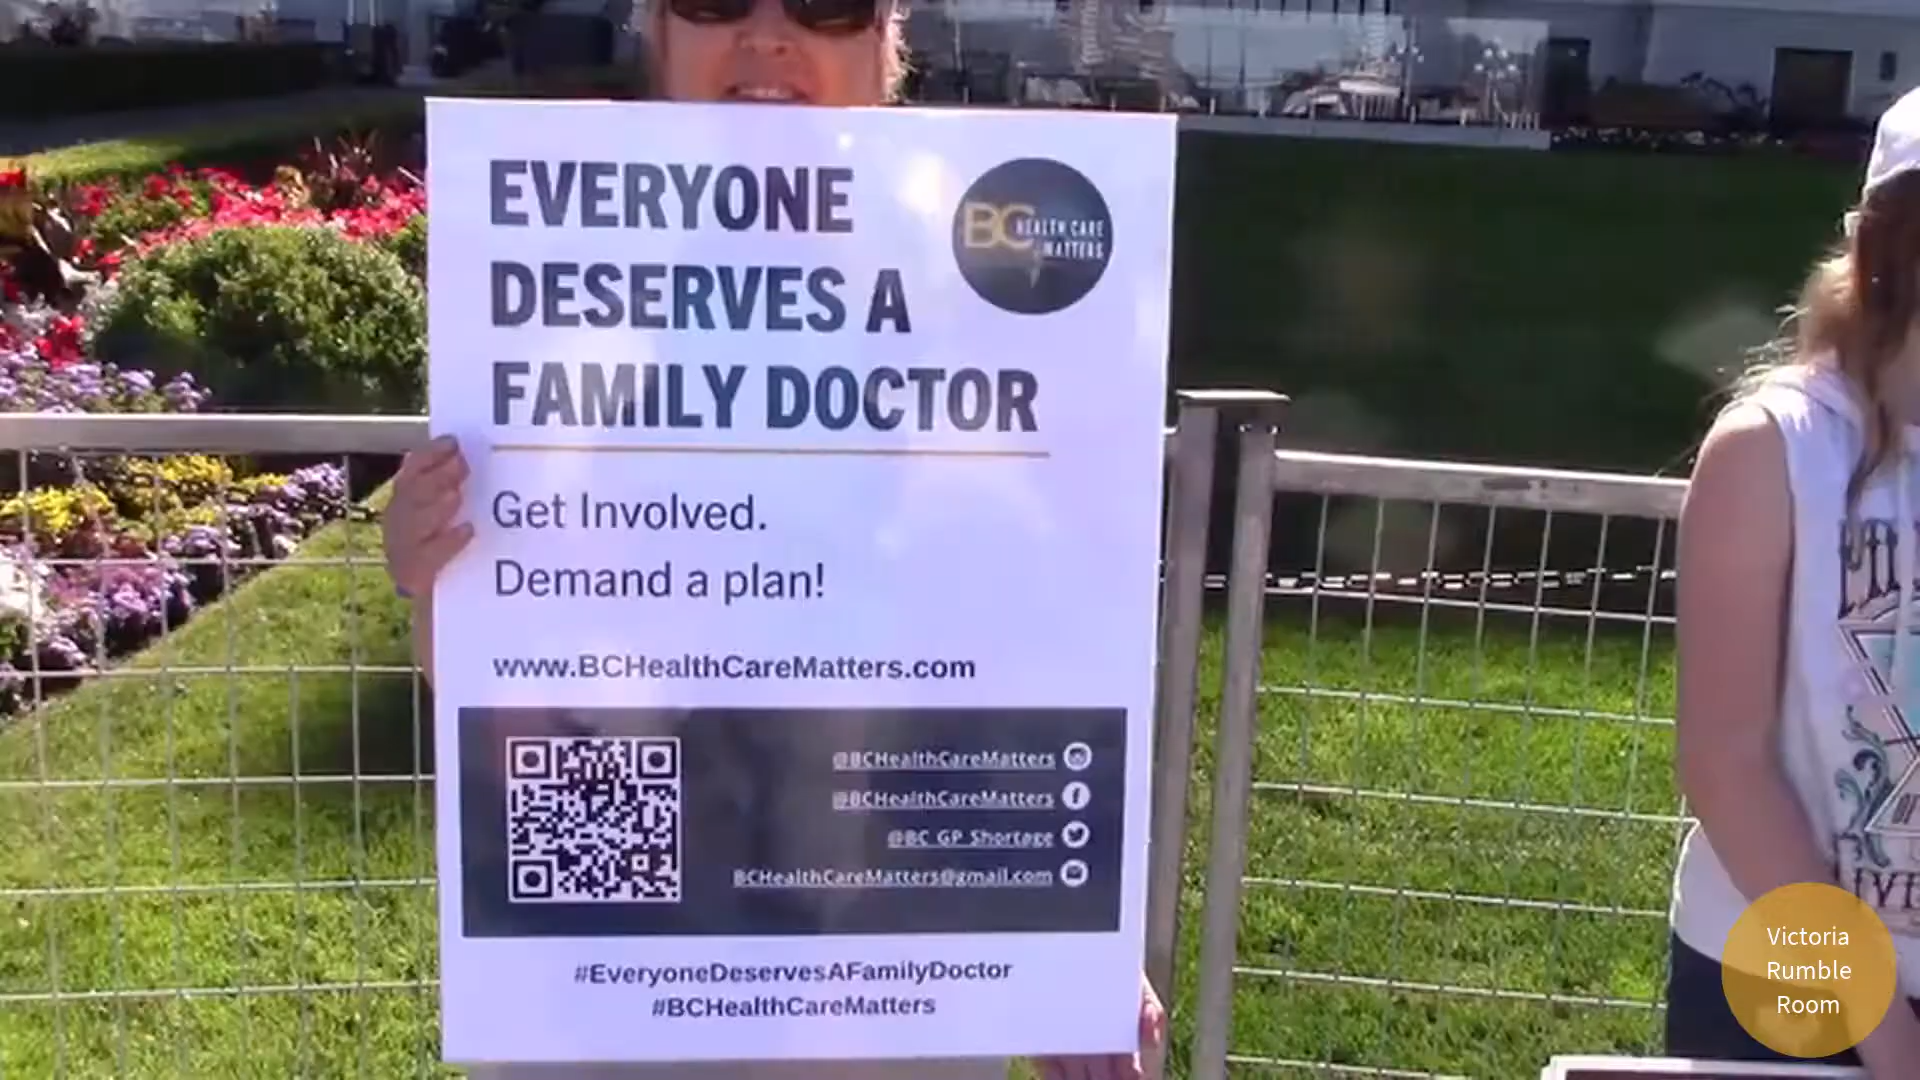 EVERYONE
DESERVES A
FAMILY DOCTOR
BC HEALTH CARE
MATTERS
Get Involved.
Demand a plan!
www.BCHealthCareMatters.com
@BCHealthCareMatters
@BCHealthCareMatters
@BC_GP_Shortage
BCHealthCareMatters@gmail.com
#EveryoneDeservesAFamilyDoctor
#BCHealthCareMatters
Victoria
Rumble
Room